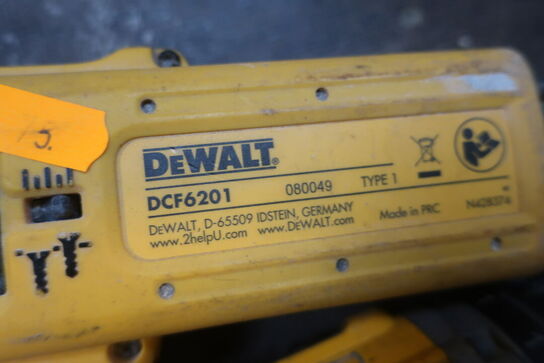 5.
DEWALT®
DCF6201 080049 TYPE 1
DEWALT, D-65509 IDSTEIN, GERMANY
www.2helpU.com www.DEWALT.com
Made in PRC N428374